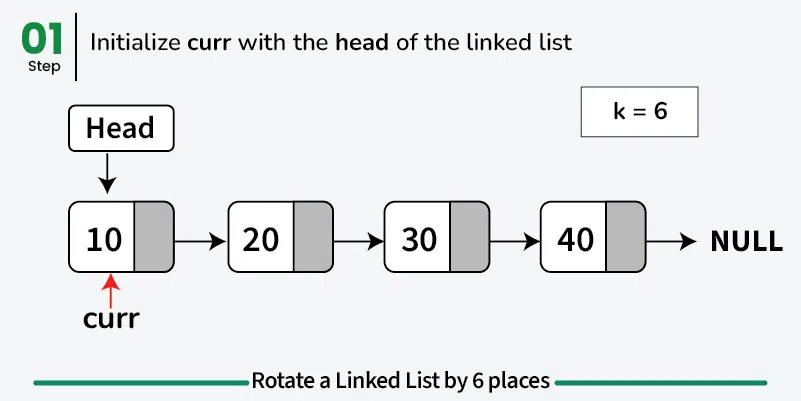 01
Step
Initialize curr with the head of the linked list
k = 6
Head
10 20 30 40 NULL
curr
Rotate a Linked List by 6 places